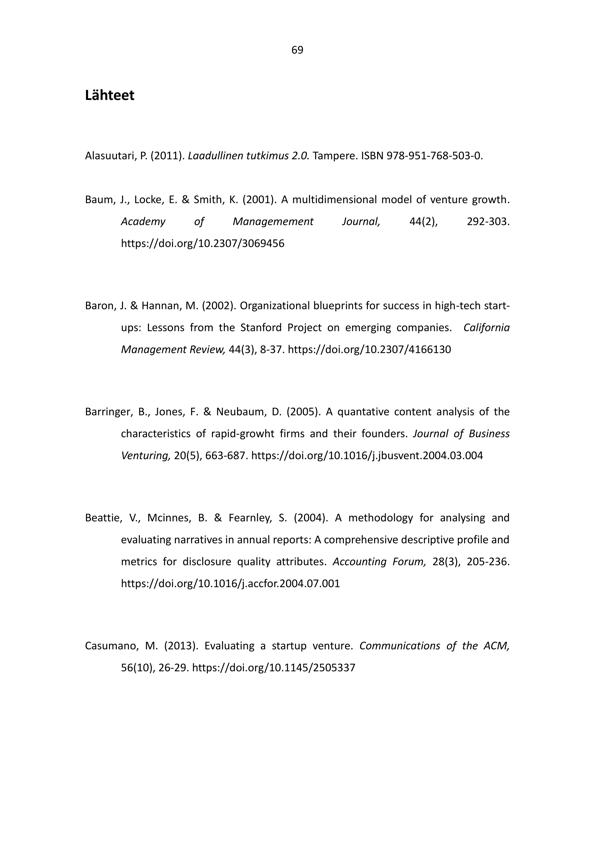 69
Lähteet
Alasuutari, P. (2011). Laadullinen tutkimus 2.0. Tampere. ISBN 978-951-768-503-0.
Baum, J., Locke, E. & Smith, K. (2001). A multidimensional model of venture growth.
Academy of Managemement Journal, 44(2), 292-303.
https://doi.org/10.2307/3069456
Baron, J. & Hannan, M. (2002). Organizational blueprints for success in high-tech start-
ups: Lessons from the Stanford Project on emerging companies. California
Management Review, 44(3), 8-37. https://doi.org/10.2307/4166130
Barringer, B., Jones, F. & Neubaum, D. (2005). A quantative content analysis of the
characteristics of rapid-growht firms and their founders. Journal of Business
Venturing, 20(5), 663-687. https://doi.org/10.1016/j.jbusvent.2004.03.004
Beattie, V., Mcinnes, B. & Fearnley, S. (2004). A methodology for analysing and
evaluating narratives in annual reports: A comprehensive descriptive profile and
metrics for disclosure quality attributes. Accounting Forum, 28(3), 205-236.
https://doi.org/10.1016/j.accfor.2004.07.001
Casumano, M. (2013). Evaluating a startup venture. Communications of the ACM,
56(10), 26-29. https://doi.org/10.1145/2505337